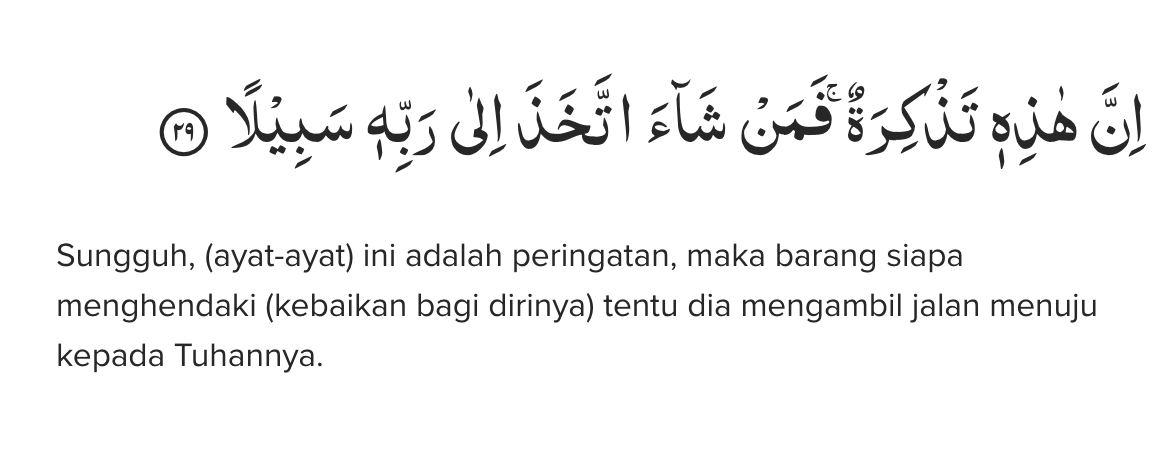 اِنَّ هٰذِهٖ تَذْكِرَةٌ ۚ فَمَنْ شَاۤءَ اتَّخَذَ اِلٰى رَبِّهٖ سَبِيْلًا ٢٩
Sungguh, (ayat-ayat) ini adalah peringatan, maka barang siapa
menghendaki (kebaikan bagi dirinya) tentu dia mengambil jalan menuju
kepada Tuhannya.